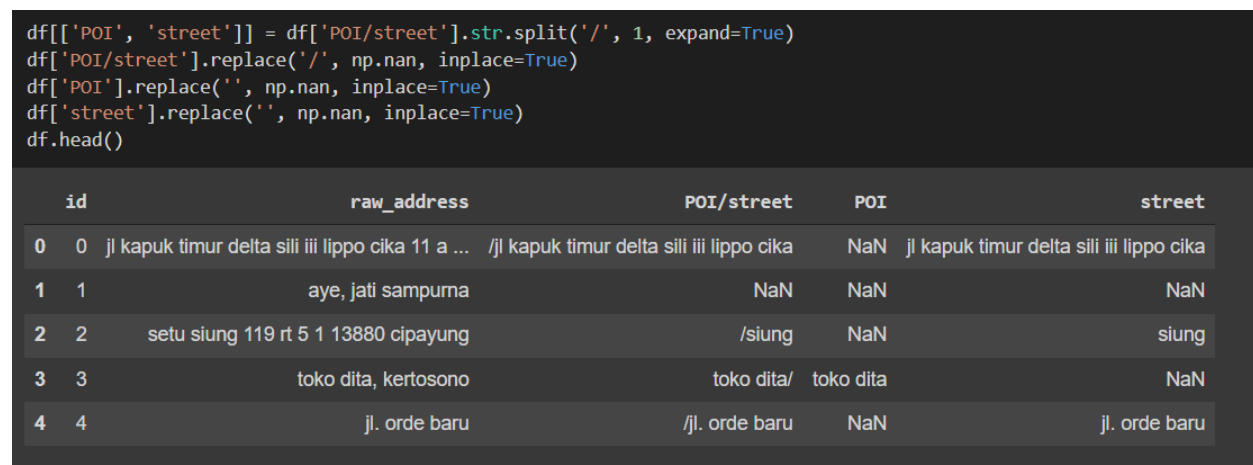 df[['POI', 'street']] = df['POI/street'].str.split('/', 1, expand=True)
df['POI/street'].replace('/', np.nan, inplace=True)
df['POI'].replace('', np.nan, inplace=True)
df['street'].replace('', np.nan, inplace=True)
df.head()
id raw_address POI/street POI street
0 0 jl kapuk timur delta sili iii lippo cika 11 a ... /jl kapuk timur delta sili iii lippo cika NaN jl kapuk timur delta sili iii lippo cika
1 1 aye, jati sampurna NaN NaN NaN
2 2 setu siung 119 rt 5 1 13880 cipayung /siung NaN siung
3 3 toko dita, kertosono toko dita/ toko dita NaN
4 4 jl. orde baru /jl. orde baru NaN jl. orde baru